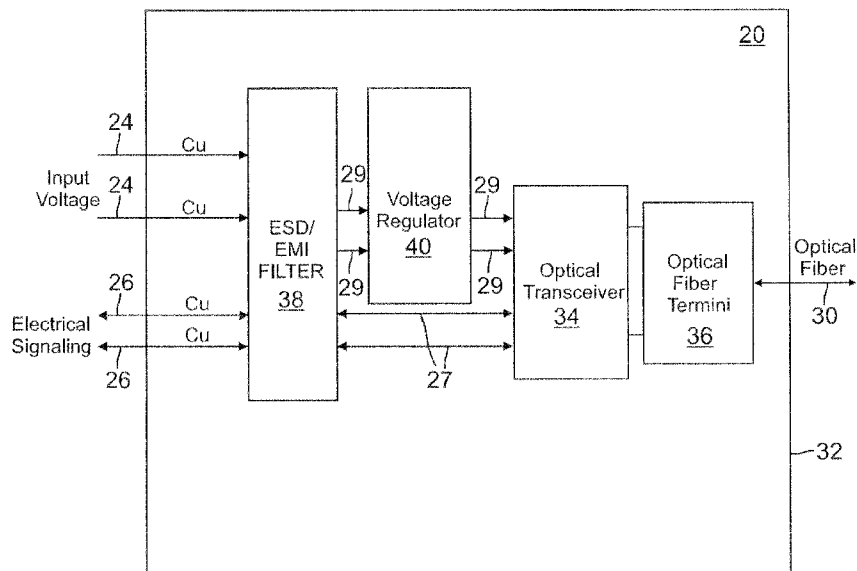 20
24
Cu
Input
Voltage
24
Cu
29
29
Voltage
Regulator
40
29
29
ESD/
EMI
FILTER
38
Optical
Transceiver
34
Optical
Fiber
Termini
36
Optical
Fiber
30
26
Cu
Electrical
Signaling
Cu
26
27
32